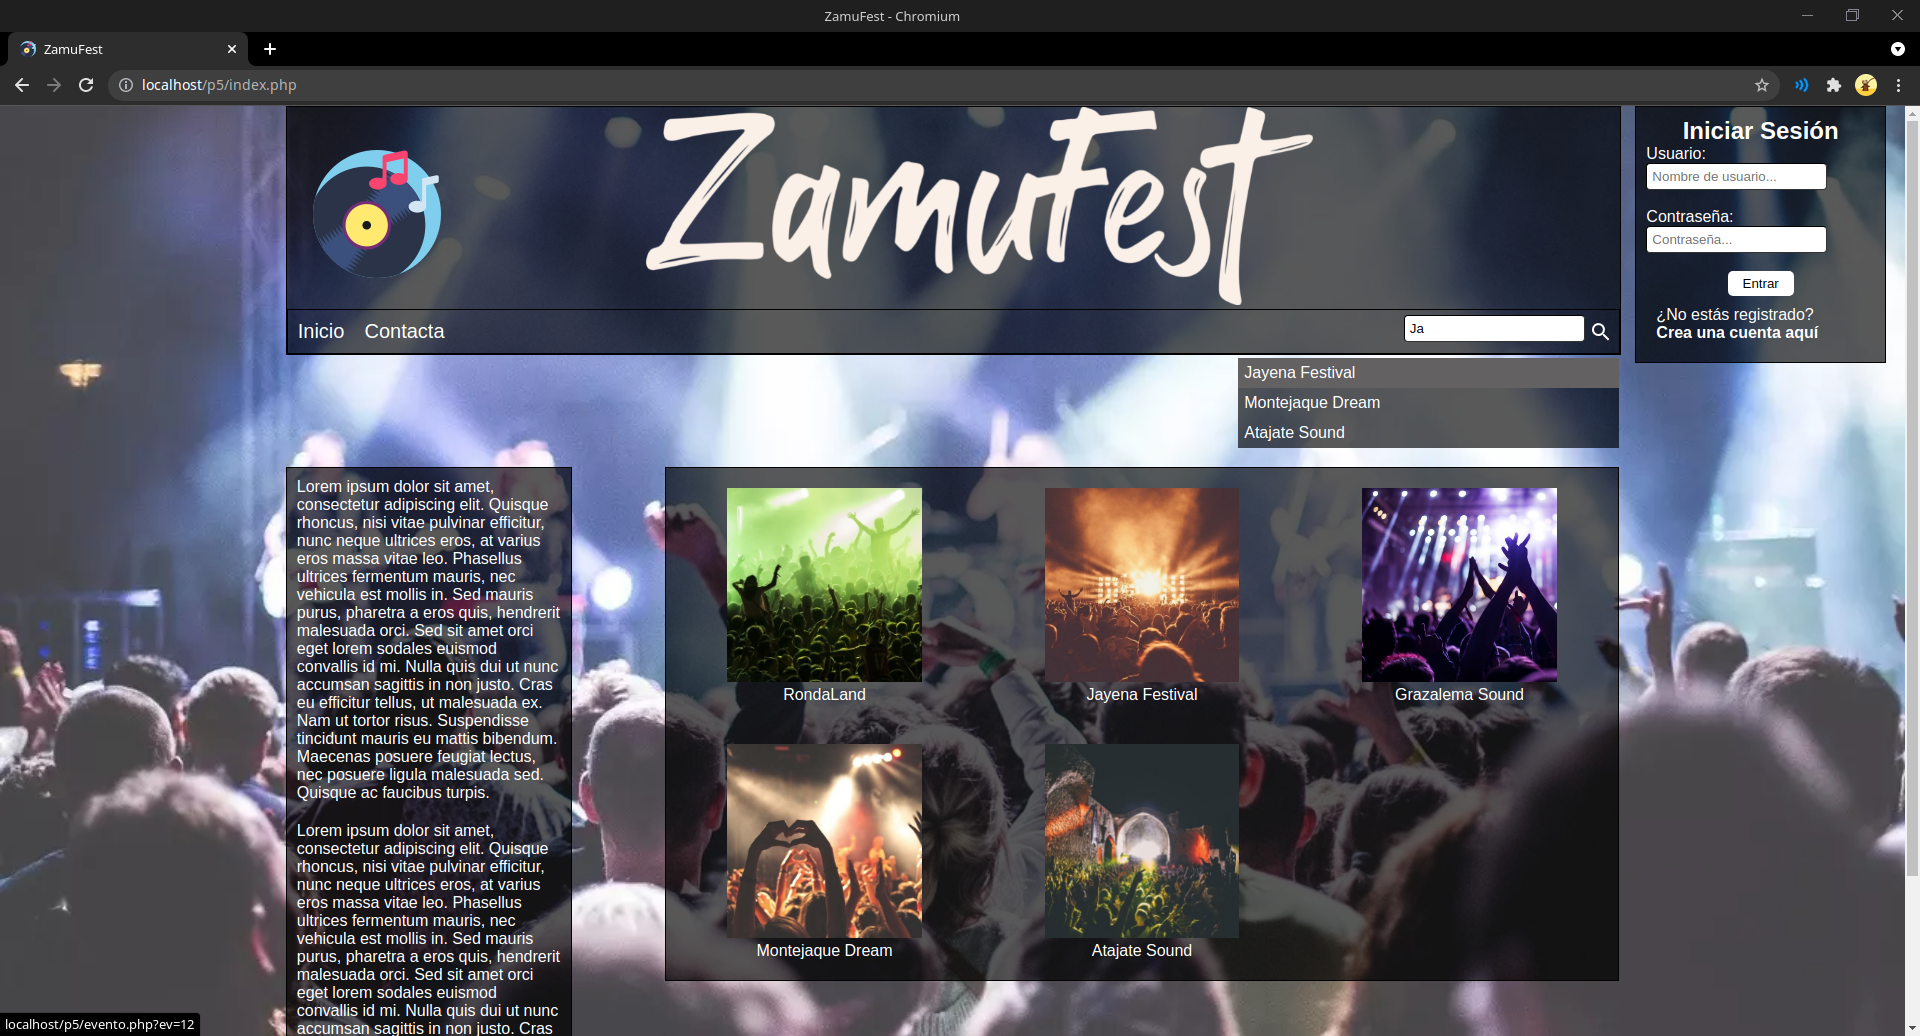 ZamuFest - Chromium
ZamuFest
localhost/p5/index.php
ZamuFest
Iniciar Sesión
Usuario:
Nombre de usuario...
Contraseña:
Contraseña...
Entrar
¿No estás registrado?
Crea una cuenta aquí
Inicio Contacta
Ja
Jayena Festival
Montejaque Dream
Atajate Sound
Lorem ipsum dolor sit amet,
consectetur adipiscing elit. Quisque
rhoncus, nisi vitae pulvinar efficitur,
nunc neque ultrices eros, at varius
eros massa vitae leo. Phasellus
ultrices fermentum mauris, nec
vehicula est mollis in. Sed mauris
purus, pharetra a eros quis, hendrerit
malesuada orci. Sed sit amet orci
eget lorem sodales euismod
convallis id mi. Nulla quis dui ut nunc
accumsan sagittis in non justo. Cras
eu efficitur tellus, ut malesuada ex.
Nam ut tortor risus. Suspendisse
tincidunt mauris eu mattis bibendum.
Maecenas posuere feugiat lectus,
nec posuere ligula malesuada sed.
Quisque ac faucibus turpis.
Lorem ipsum dolor sit amet,
consectetur adipiscing elit. Quisque
rhoncus, nisi vitae pulvinar efficitur,
nunc neque ultrices eros, at varius
eros massa vitae leo. Phasellus
ultrices fermentum mauris, nec
vehicula est mollis in. Sed mauris
purus, pharetra a eros quis, hendrerit
malesuada orci. Sed sit amet orci
eget lorem sodales euismod
convallis id mi. Nulla quis dui ut nunc
accumsan sagittis in non justo. Cras
RondaLand
Jayena Festival
Grazalema Sound
Montejaque Dream
Atajate Sound
localhost/p5/evento.php?ev=12